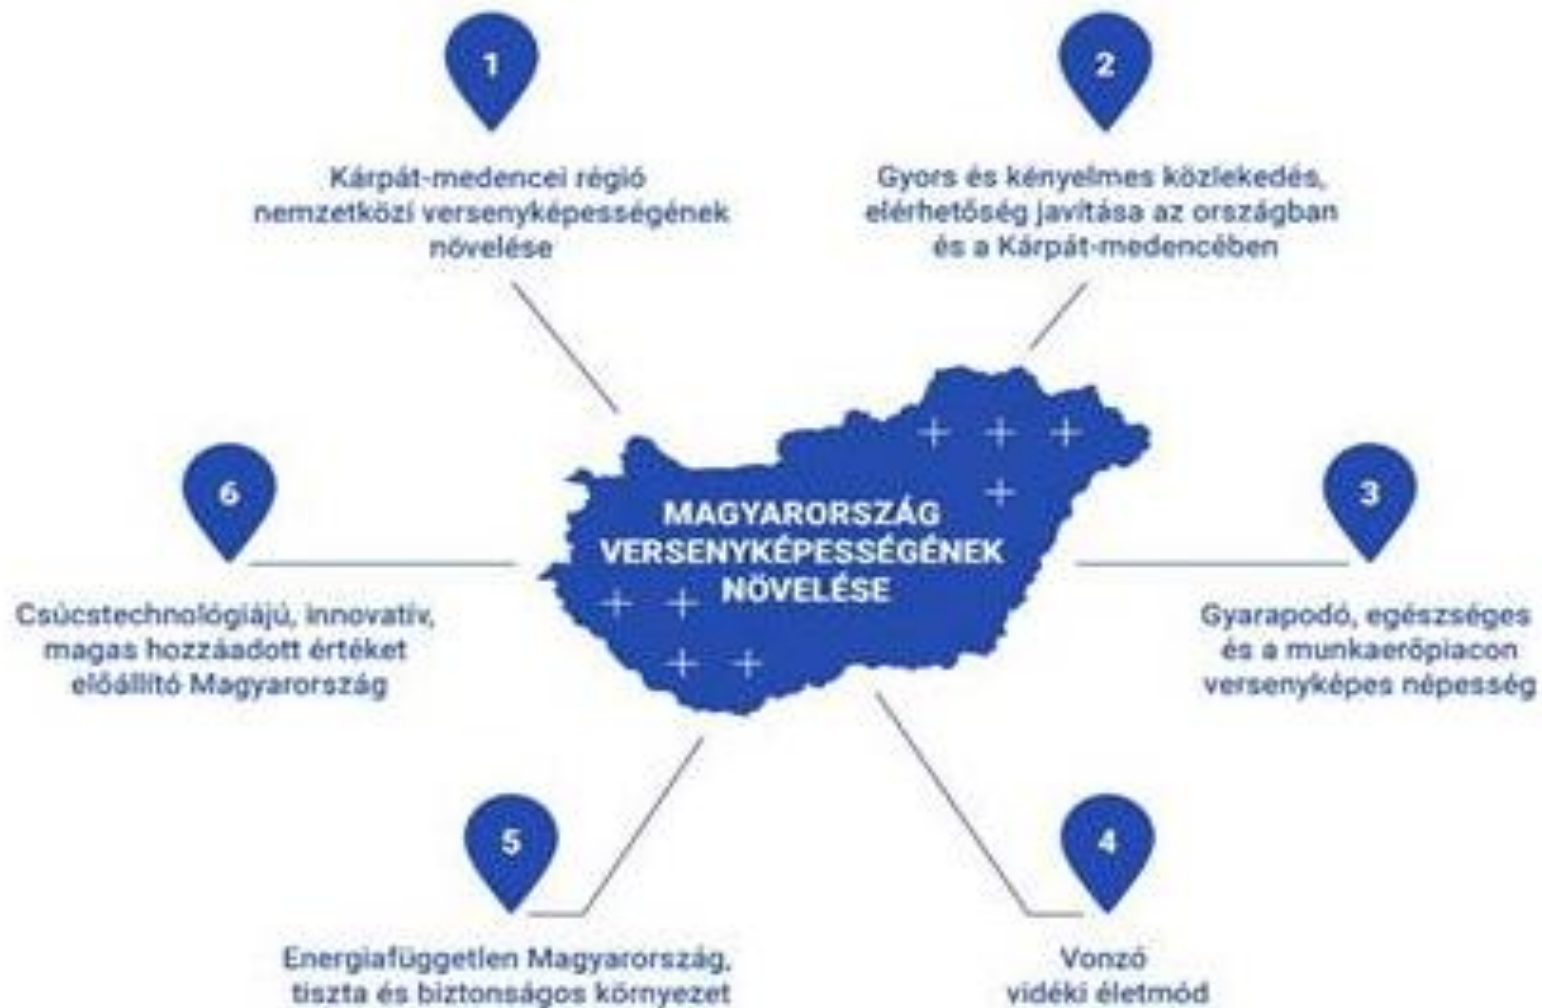 1
Kárpát-medencei régió
nemzetközi versenyképességének
növelése
2
Gyors és kényelmes közlekedés,
elérhetőség javítása az országban
és a Kárpát-medencében
MAGYARORSZÁG
VERSENYKÉPESSÉGÉNEK
NÖVELÉSE
3
Gyarapodó, egészséges
és a munkaerőpiacon
versenyképes népesség
4
Vonzó
vidéki életmód
5
Energiafüggetlen Magyarország,
tiszta és biztonságos környezet
6
Csúcstechnológiájú, innovatív,
magas hozzáadott értéket
előállító Magyarország